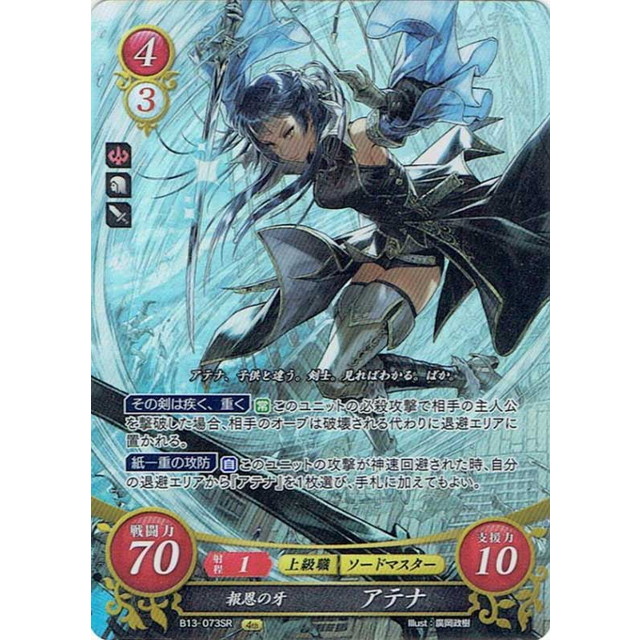 4
3
アテナ、子供と違う。剣士。見ればわかる。ばか。
その剣は疾く、重く 常 このユニットの必殺攻撃で相手の主人公
を撃破した場合、相手のオーブは破壊される代わりに退避エリアに
置かれる。
紙一重の攻防 自 このユニットの攻撃が神速回避された時、自分
の退避エリアから『アテナ』を1枚選び、手札に加えてもよい。
戦闘力
70
射程 1
上級職
ソードマスター
支援力
10
報恩の牙 アテナ
B13-073SR
Illust：廣岡政樹